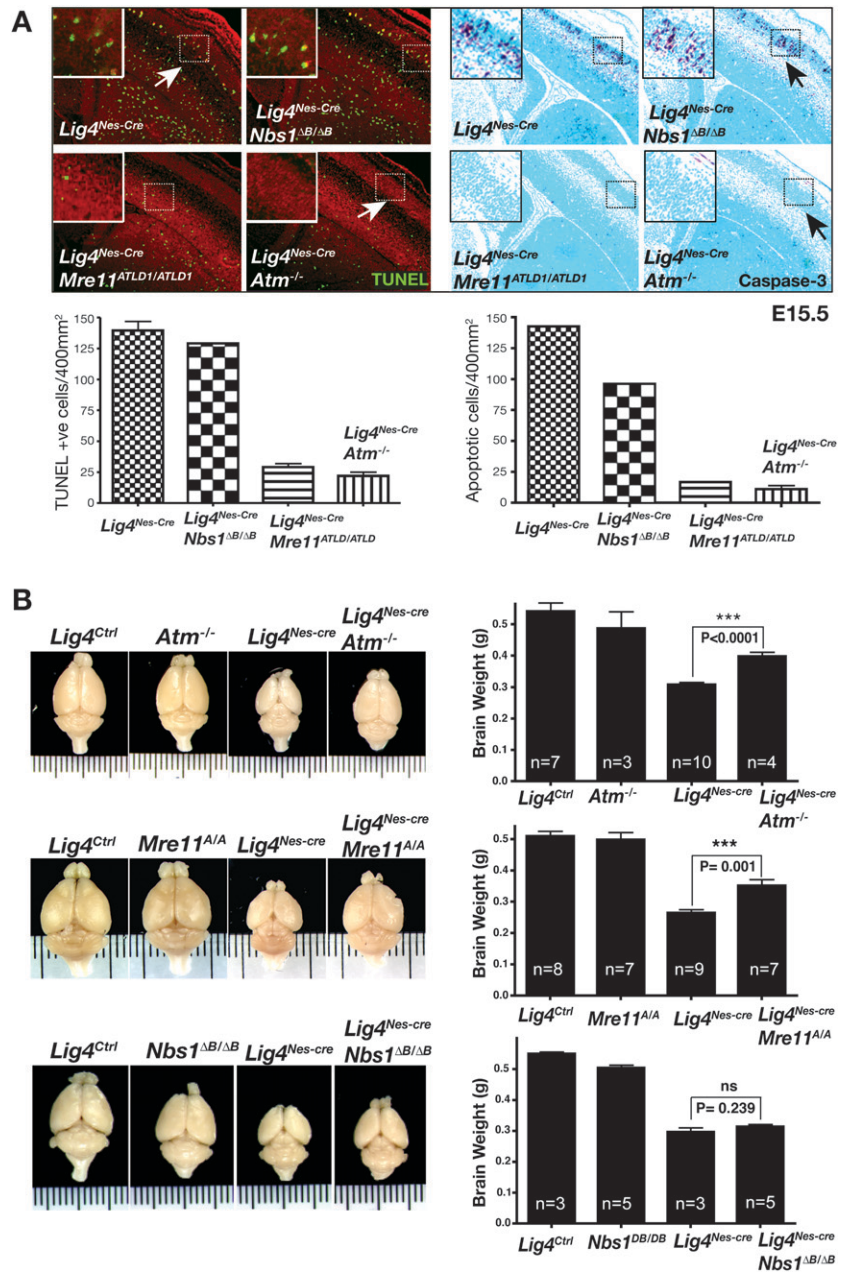 A
Lig4Nes-Cre
Lig4Nes-Cre
Nbs1ΔB/ΔB
Lig4Nes-Cre
Mre11ATLD1/ATLD1
Lig4Nes-Cre
Atm-/-
TUNEL
Lig4Nes-Cre
Lig4Nes-Cre
Nbs1ΔB/ΔB
Lig4Nes-Cre
Mre11ATLD1/ATLD1
Lig4Nes-Cre
Atm-/-
Caspase-3
E15.5
TUNEL +ve cells/400mm2
150
125
100
75
50
25
0
Lig4Nes-Cre
Atm-/-
Lig4Nes-Cre
Lig4Nes-Cre
Nbs1ΔB/ΔB
Lig4Nes-Cre
Mre11ATLD/ATLD
Apoptotic cells/400mm2
150
125
100
75
50
25
0
Lig4Nes-Cre
Atm-/-
Lig4Nes-Cre
Lig4Nes-Cre
Nbs1ΔB/ΔB
Lig4Nes-Cre
Mre11ATLD/ATLD
B
Lig4Ctrl
Atm-/-
Lig4Nes-cre
Lig4Nes-cre
Atm-/-
Brain Weight (g)
0.5
0.4
0.3
0.2
0.1
0.0
***
P<0.0001
n=7
n=3
n=10
n=4
Lig4Ctrl
Atm-/-
Lig4Nes-cre
Lig4Nes-cre
Atm-/-
Lig4Ctrl
Mre11A/A
Lig4Nes-cre
Lig4Nes-cre
Mre11A/A
Brain Weight (g)
0.5
0.4
0.3
0.2
0.1
0.0
***
P= 0.001
n=8
n=7
n=9
n=7
Lig4Ctrl
Mre11A/A
Lig4Nes-cre
Lig4Nes-cre
Mre11A/A
Lig4Ctrl
Nbs1ΔB/ΔB
Lig4Nes-cre
Lig4Nes-cre
Nbs1ΔB/ΔB
Brain Weight (g)
0.5
0.4
0.3
0.2
0.1
0.0
ns
P= 0.239
n=3
n=5
n=3
n=5
Lig4Ctrl
Nbs1DB/DB
Lig4Nes-cre
Lig4Nes-cre
Nbs1ΔB/ΔB